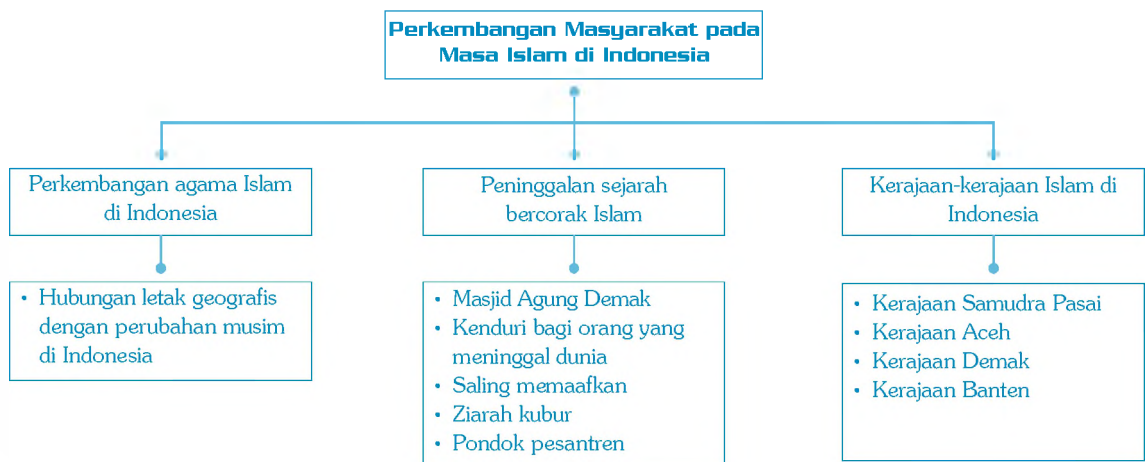 Perkembangan Masyarakat pada
Masa Islam di Indonesia
Perkembangan agama Islam
di Indonesia
• Hubungan letak geografis
dengan perubahan musim
di Indonesia
Peninggalan sejarah
bercorak Islam
• Masjid Agung Demak
• Kenduri bagi orang yang
meninggal dunia
• Saling memaafkan
• Ziarah kubur
• Pondok pesantren
Kerajaan-kerajaan Islam di
Indonesia
• Kerajaan Samudra Pasai
• Kerajaan Aceh
• Kerajaan Demak
• Kerajaan Banten